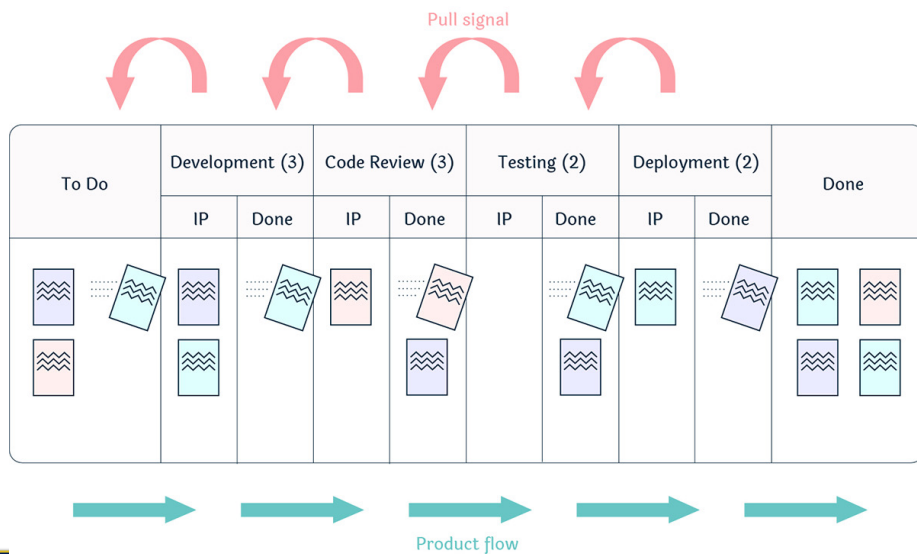 Pull signal
To Do
Development (3)
Code Review (3)
Testing (2)
Deployment (2)
Done
IP
Done
IP
Done
IP
Done
IP
Done
Product flow